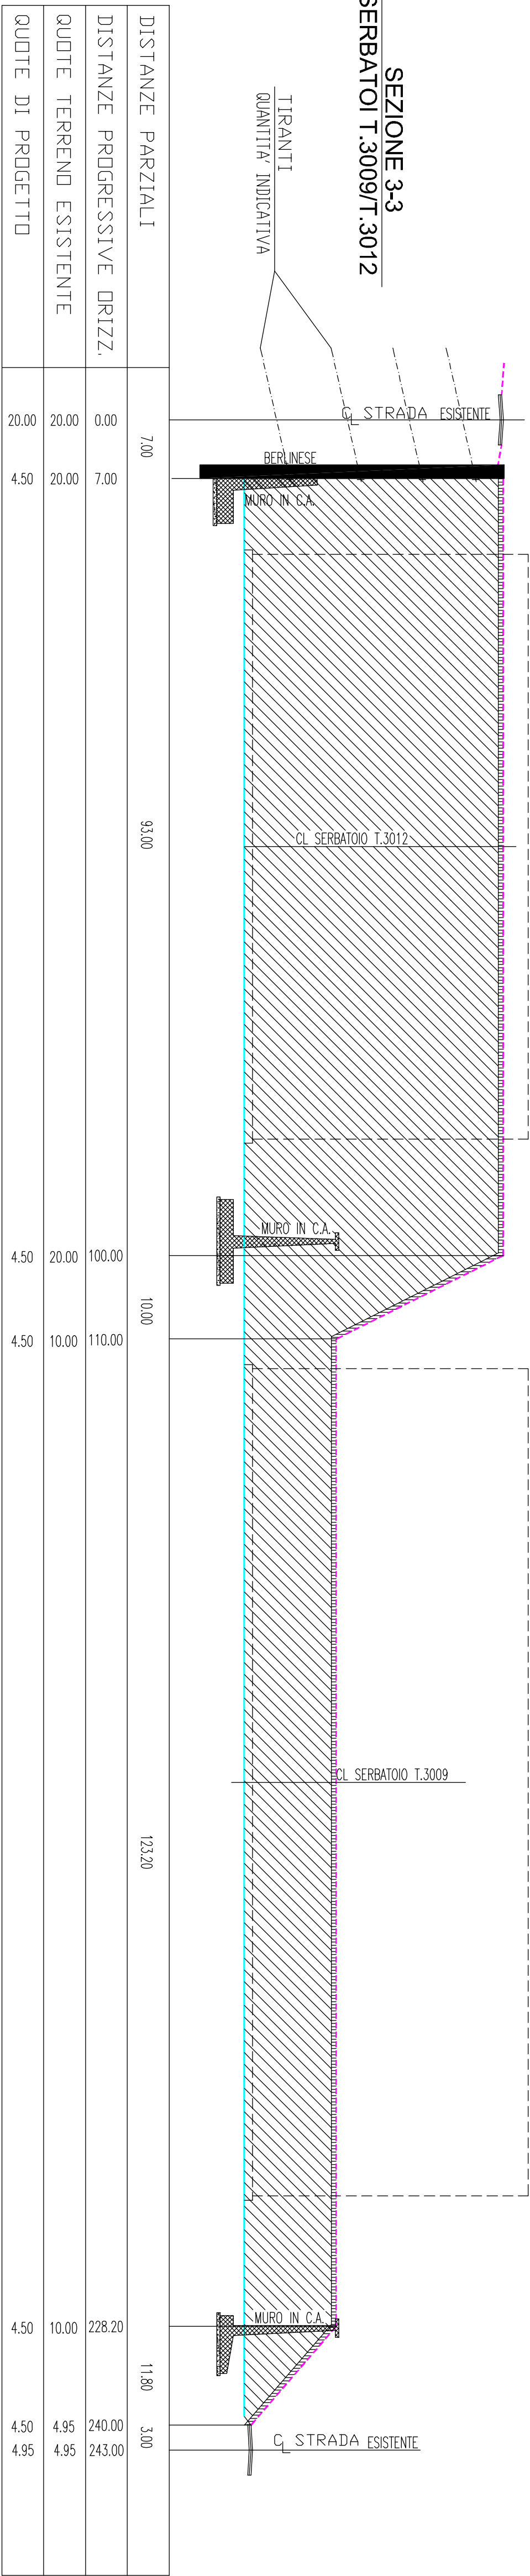 SEZIONE 3-3
SERBATOI T.3009/T.3012
TIRANTI
QUANTITA' INDICATIVA
C STRADA ESISTENTE
L
BERLINESE
MURO IN C.A.
CL SERBATOIO T.3012
MURO IN C.A.
CL SERBATOIO T.3009
MURO IN C.A.
C STRADA ESISTENTE
L
DISTANZE PARZIALI 7.00 93.00 10.00 123.20 11.80 3.00
DISTANZE PROGRESSIVE ORIZZ. 0.00 7.00 100.00 110.00 228.20 240.00 243.00
QUOTE TERRENO ESISTENTE 20.00 20.00 20.00 10.00 10.00 4.95 4.95
QUOTE DI PROGETTO 20.00 4.50 4.50 4.50 4.50 4.50 4.95